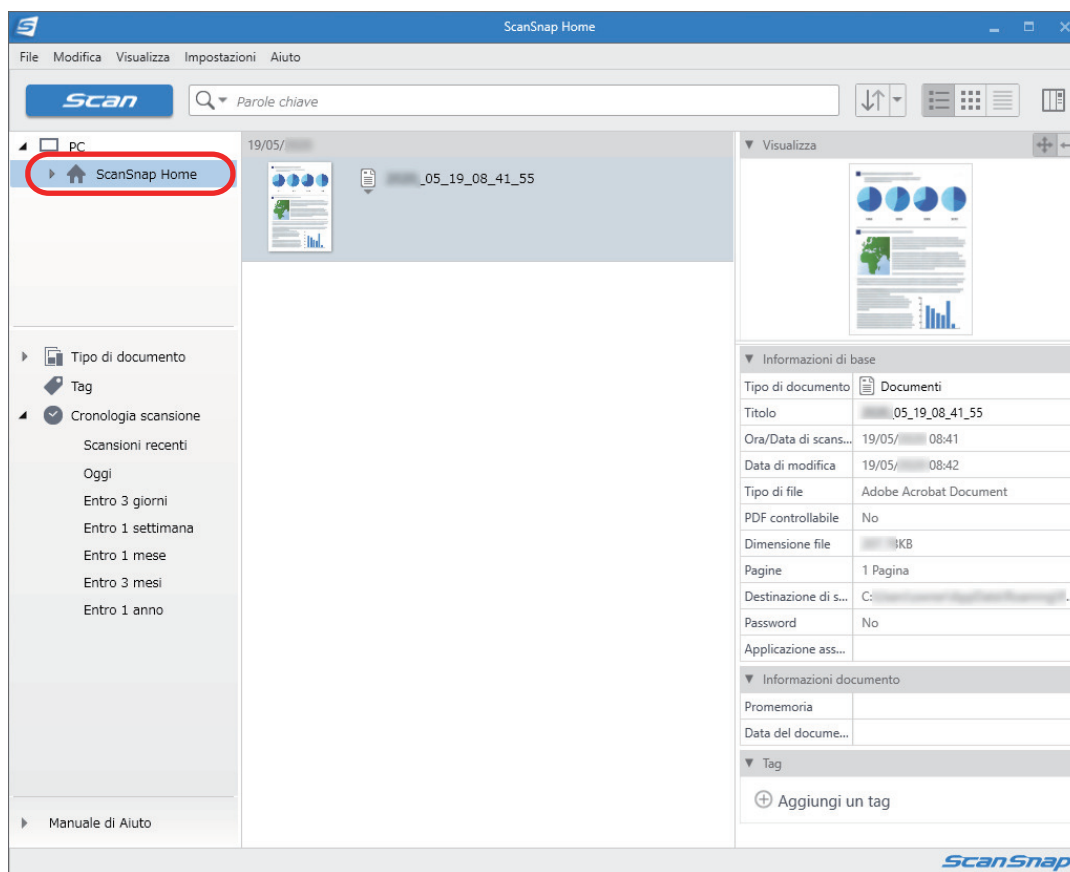 ScanSnap Home
File Modifica Visualizza Impostazioni Aiuto
Scan
Parole chiave
PC
ScanSnap Home
Tipo di documento
Tag
Cronologia scansione
Scansioni recenti
Oggi
Entro 3 giorni
Entro 1 settimana
Entro 1 mese
Entro 3 mesi
Entro 1 anno
Manuale di Aiuto
19/05/
_05_19_08_41_55
Visualizza
Informazioni di base
Tipo di documento Documenti
Titolo _05_19_08_41_55
Ora/Data di scans... 19/05/ 08:41
Data di modifica 19/05/ 08:42
Tipo di file Adobe Acrobat Document
PDF controllabile No
Dimensione file KB
Pagine 1 Pagina
Destinazione di s... C:
Password No
Applicazione ass...
Informazioni documento
Promemoria
Data del docume...
Tag
Aggiungi un tag
ScanSnap